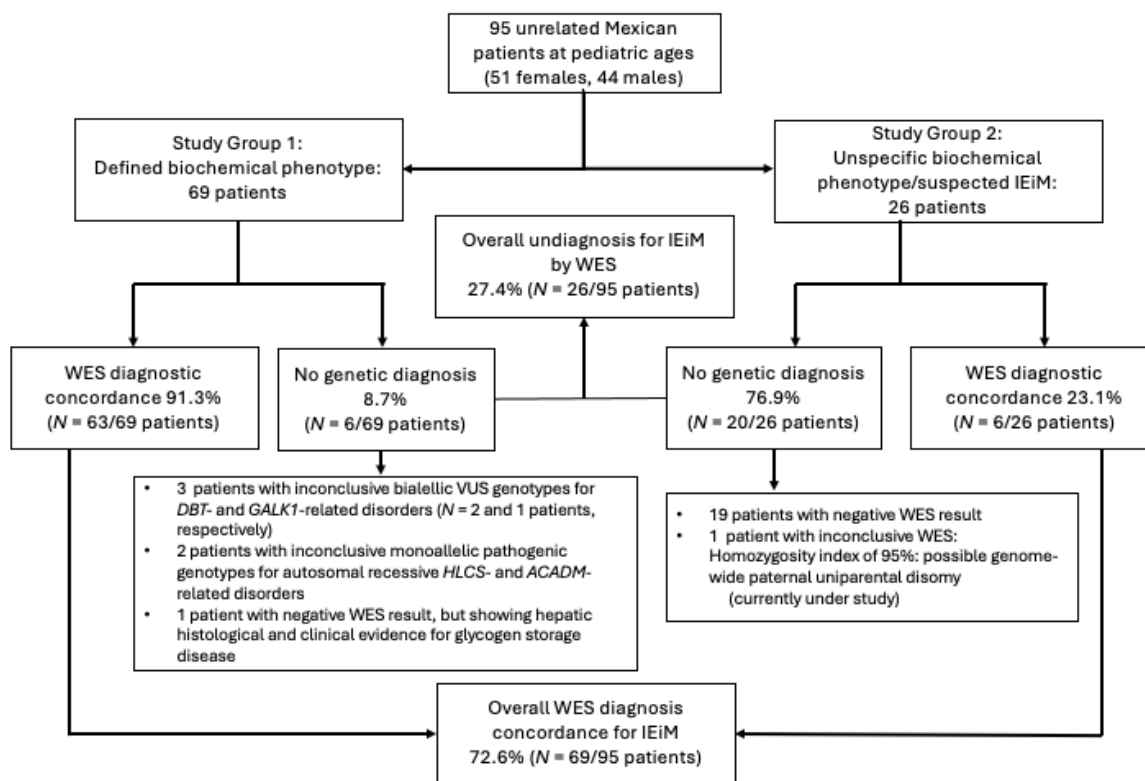 95 unrelated Mexican
patients at pediatric ages
(51 females, 44 males)
Study Group 1:
Defined biochemical phenotype:
69 patients
Study Group 2:
Unspecific biochemical
phenotype/suspected IEiM:
26 patients
Overall undiagnosis for IEiM
by WES
27.4% (N = 26/95 patients)
WES diagnostic
concordance 91.3%
(N = 63/69 patients)
No genetic diagnosis
8.7%
(N = 6/69 patients)
No genetic diagnosis
76.9%
(N = 20/26 patients)
WES diagnostic
concordance 23.1%
(N = 6/26 patients)
• 3 patients with inconclusive biallelic VUS genotypes for
DBT- and GALK1-related disorders (N = 2 and 1 patients,
respectively)
• 2 patients with inconclusive monoallelic pathogenic
genotypes for autosomal recessive HLCS- and ACADM-
related disorders
• 1 patient with negative WES result, but showing hepatic
histological and clinical evidence for glycogen storage
disease
• 19 patients with negative WES result
• 1 patient with inconclusive WES:
Homozygosity index of 95%: possible genome-
wide paternal uniparental disomy
(currently under study)
Overall WES diagnosis
concordance for IEiM
72.6% (N = 69/95 patients)